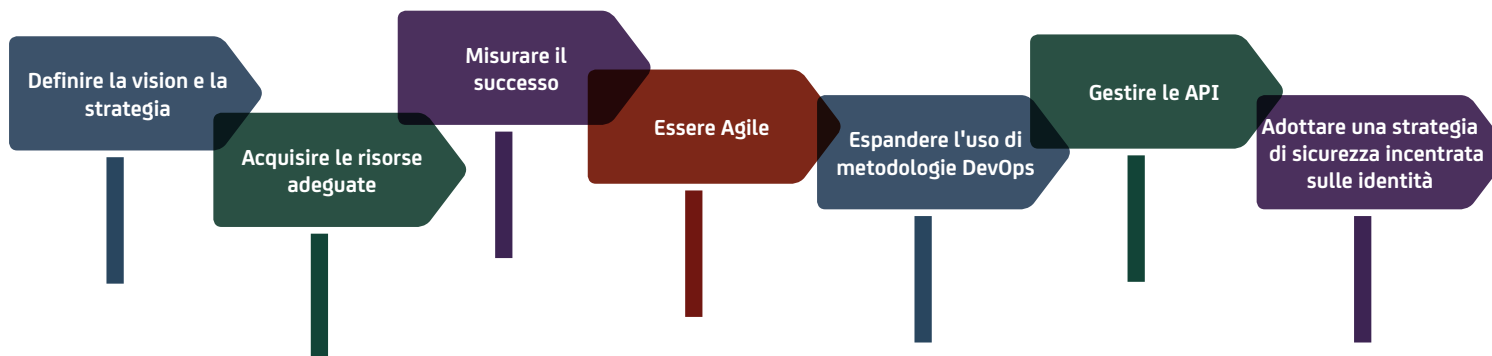 Definire la vision e la
strategia
Acquisire le risorse
adeguate
Misurare il
successo
Essere Agile
Espandere l'uso di
metodologie DevOps
Gestire le API
Adottare una strategia
di sicurezza incentrata
sulle identità